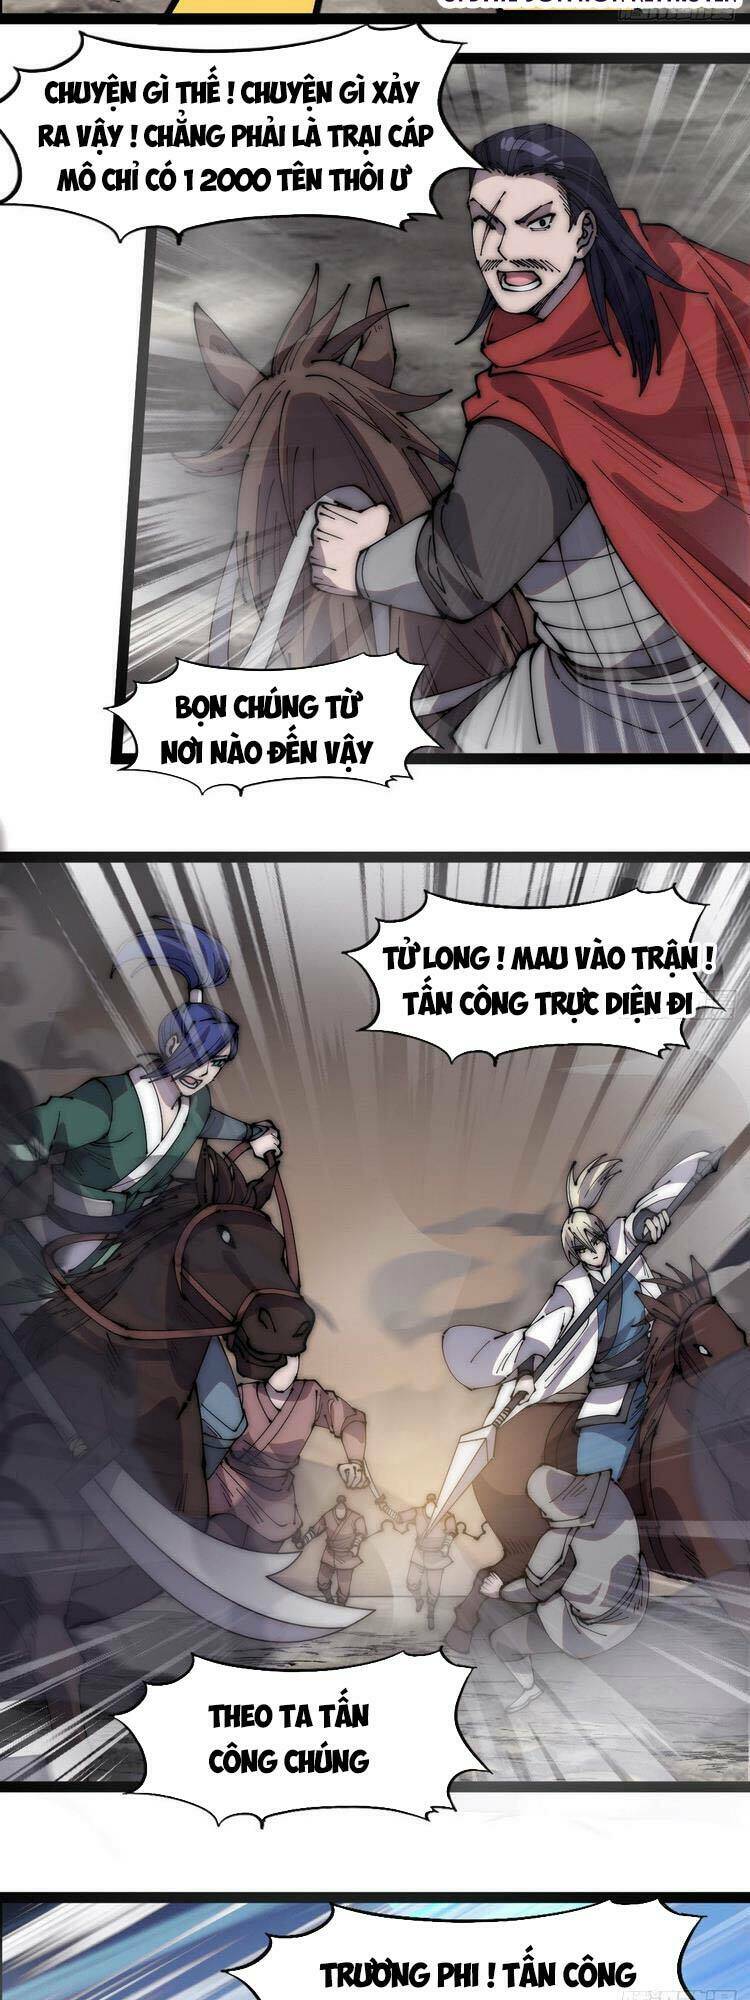 CHUYỆN GÌ THẾ ! CHUYỆN GÌ XẢY
RA VẬY ! CHẲNG PHẢI LÀ TRẠI CÁP
MÔ CHỈ CÓ 12000 TÊN THÔI Ư
BỌN CHÚNG TỪ
NƠI NÀO ĐẾN VẬY
TỬ LONG ! MAU VÀO TRẬN !
TẤN CÔNG TRỰC DIỆN ĐI
THEO TA TẤN
CÔNG CHÚNG
TRƯƠNG PHI ! TẤN CÔNG